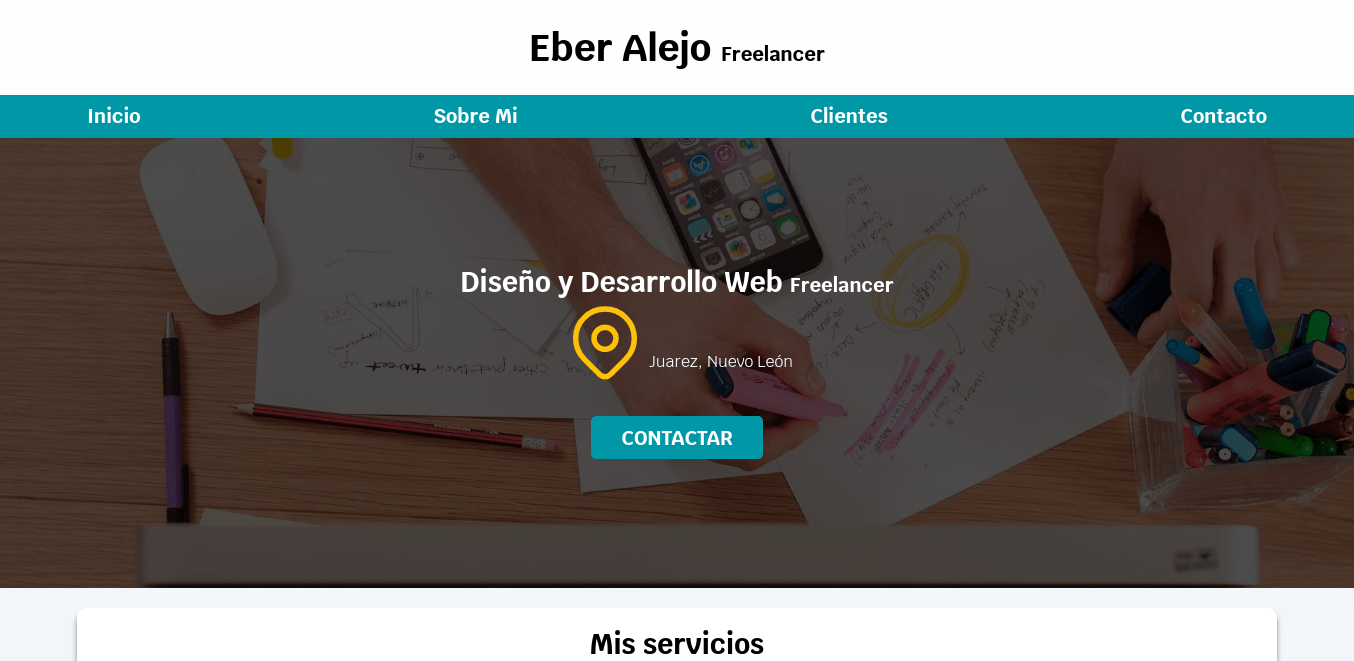 Eber Alejo Freelancer
Inicio Sobre Mi Clientes Contacto
Diseño y Desarrollo Web Freelancer
Juarez, Nuevo León
CONTACTAR
Mis servicios